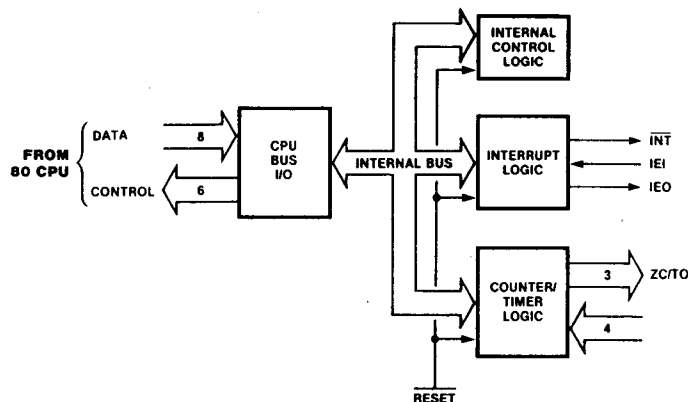 INTERNAL
CONTROL
LOGIC
FROM
80 CPU
DATA
8
CONTROL
6
CPU
BUS
I/O
INTERNAL BUS
INTERRUPT
LOGIC
INT
IEI
IEO
COUNTER/
TIMER
LOGIC
3
ZC/TO
4
RESET